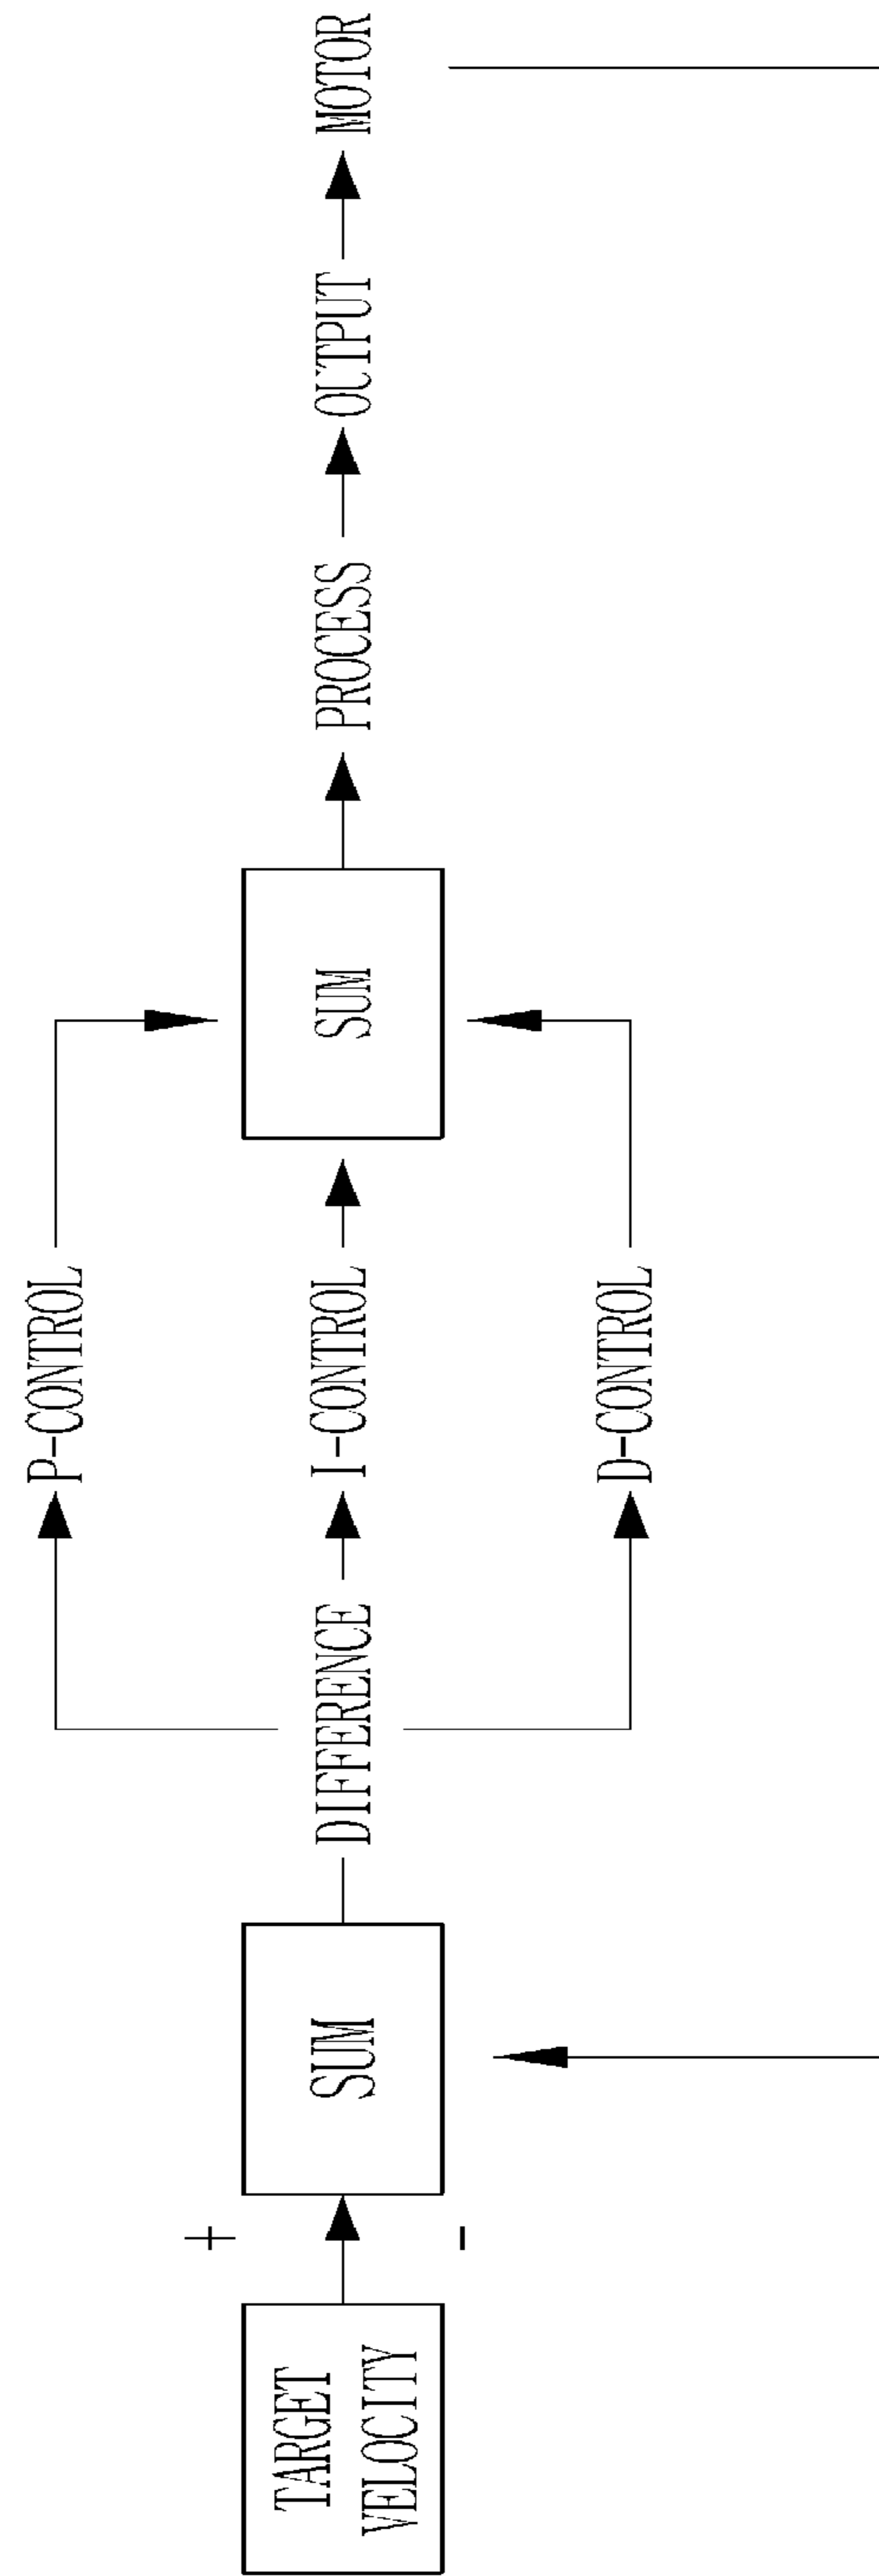 TARGET
VELOCITY
+
-
SUM
DIFFERENCE
P-CONTROL
I-CONTROL
D-CONTROL
SUM
PROCESS
OUTPUT
MOTOR